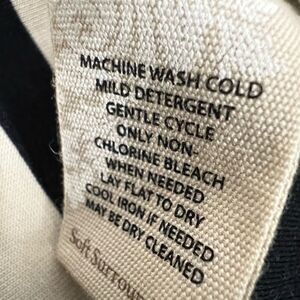 MACHINE WASH COLD
MILD DETERGENT
GENTLE CYCLE
ONLY NON.
CHLORINE BLEACH
WHEN NEEDED
LAY FLAT TO DRY
COOL IRON IF NEEDED
MAY BE DRY CLEANED
Soft Surrou